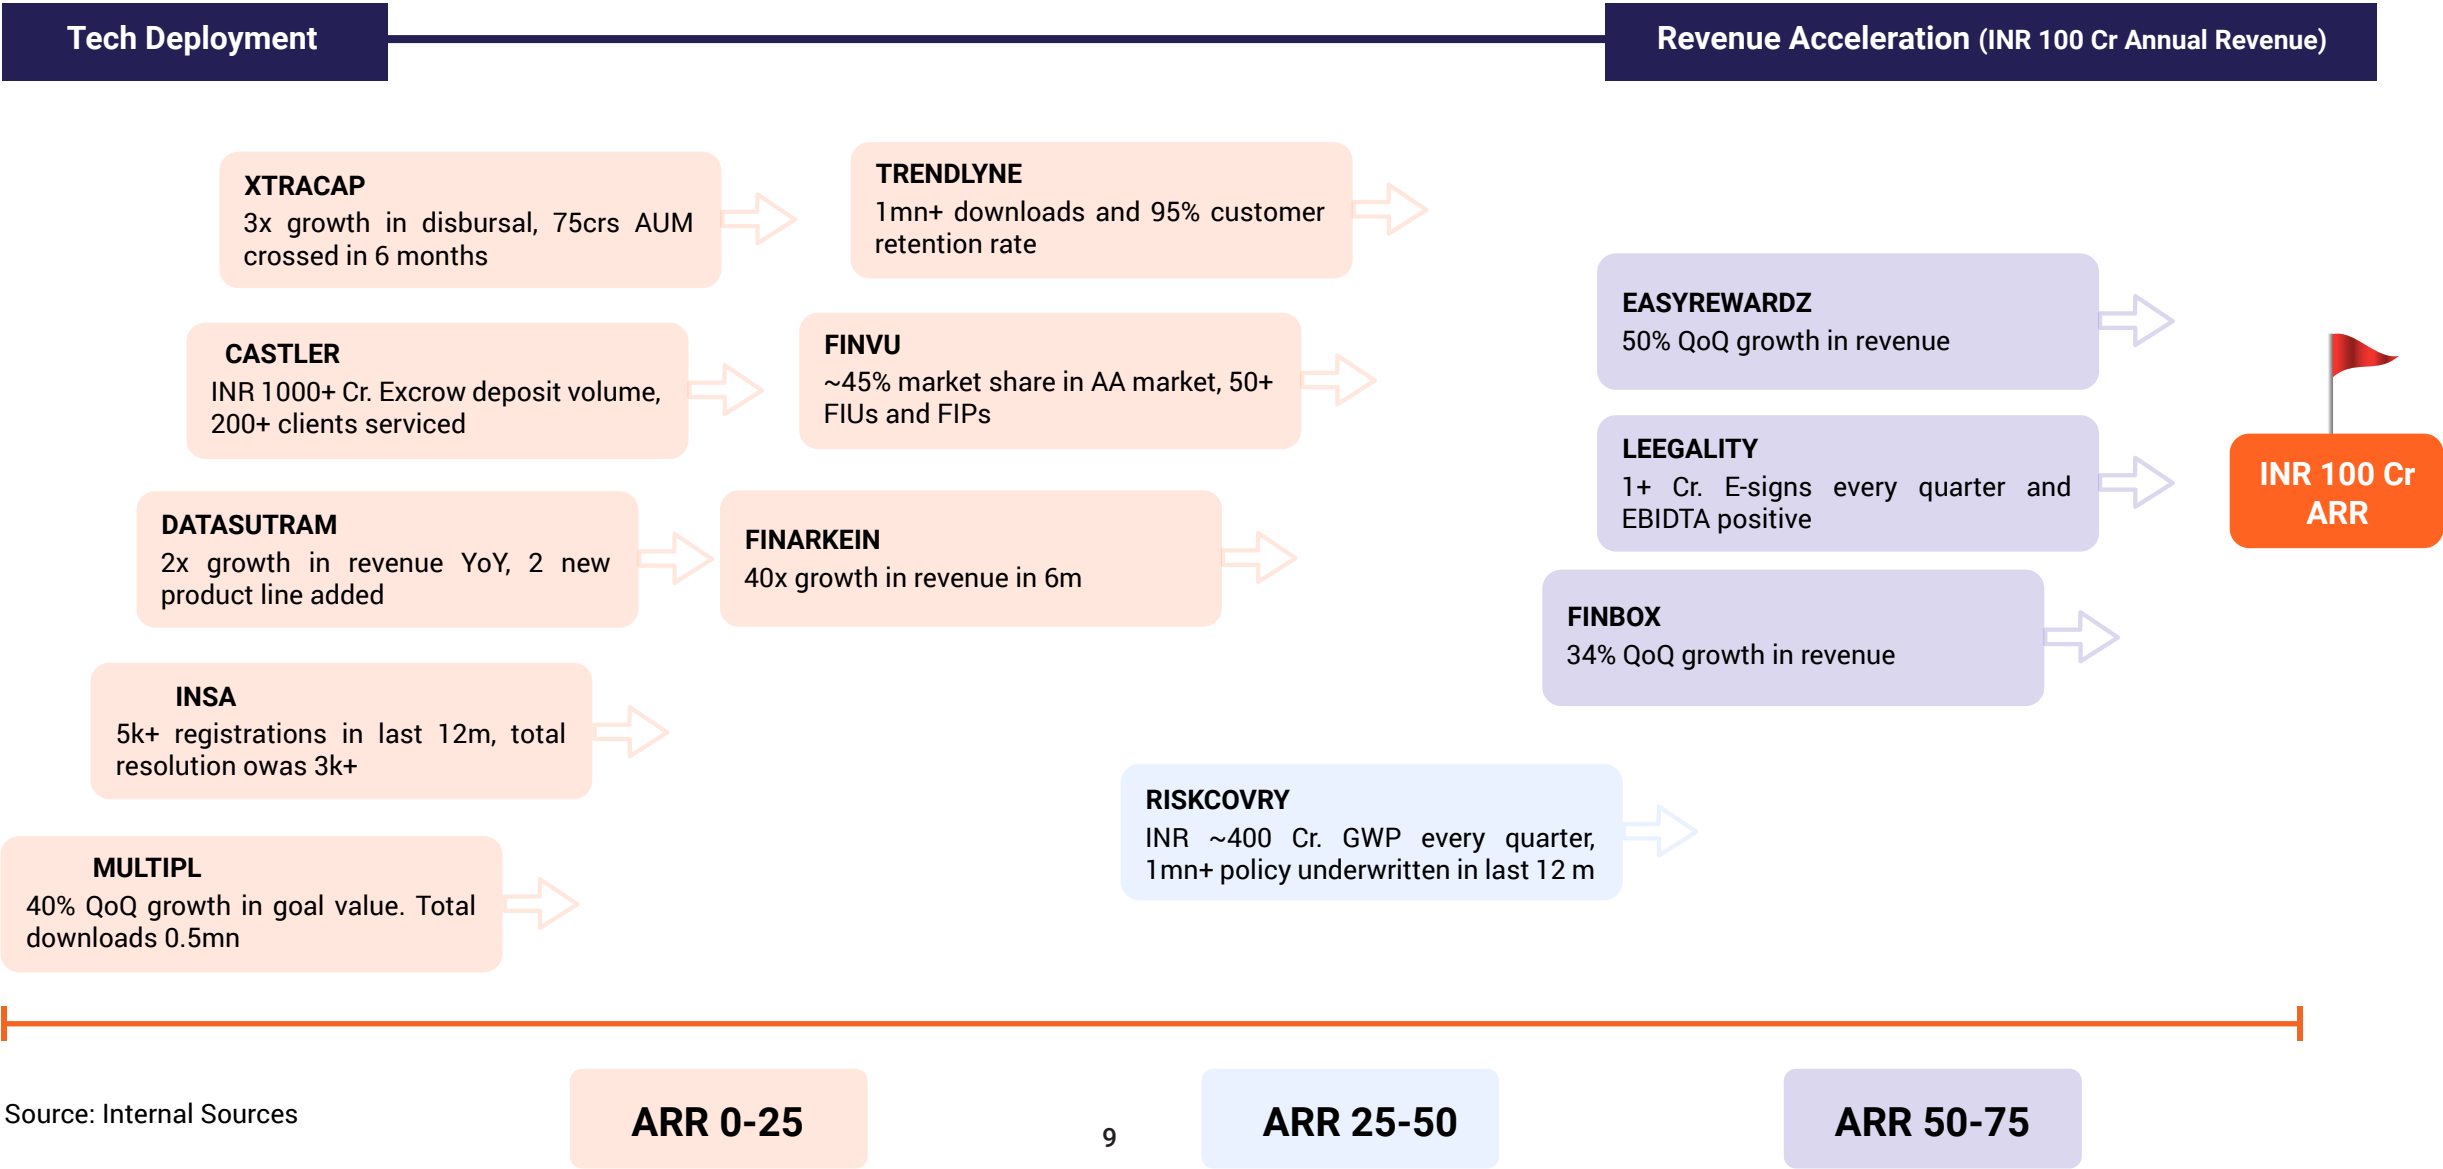 Tech Deployment
Revenue Acceleration (INR 100 Cr Annual Revenue)
XTRACAP
3x growth in disbursal, 75crs AUM
crossed in 6 months
TRENDLYNE
1mn+ downloads and 95% customer
retention rate
EASYREWARDZ
50% QoQ growth in revenue
CASTLER
INR 1000+ Cr. Excrow deposit volume,
200+ clients serviced
FINVU
~45% market share in AA market, 50+
FIUs and FIPs
LEEGALITY
1+ Cr. E-signs every quarter and
EBIDTA positive
INR 100 Cr
ARR
DATASUTRAM
2x growth in revenue YoY, 2 new
product line added
FINARKEIN
40x growth in revenue in 6m
FINBOX
34% QoQ growth in revenue
INSA
5k+ registrations in last 12m, total
resolution owas 3k+
RISKCOVRY
INR ~400 Cr. GWP every quarter,
1mn+ policy underwritten in last 12 m
MULTIPL
40% QoQ growth in goal value. Total
downloads 0.5mn
Source: Internal Sources
ARR 0-25
9
ARR 25-50
ARR 50-75